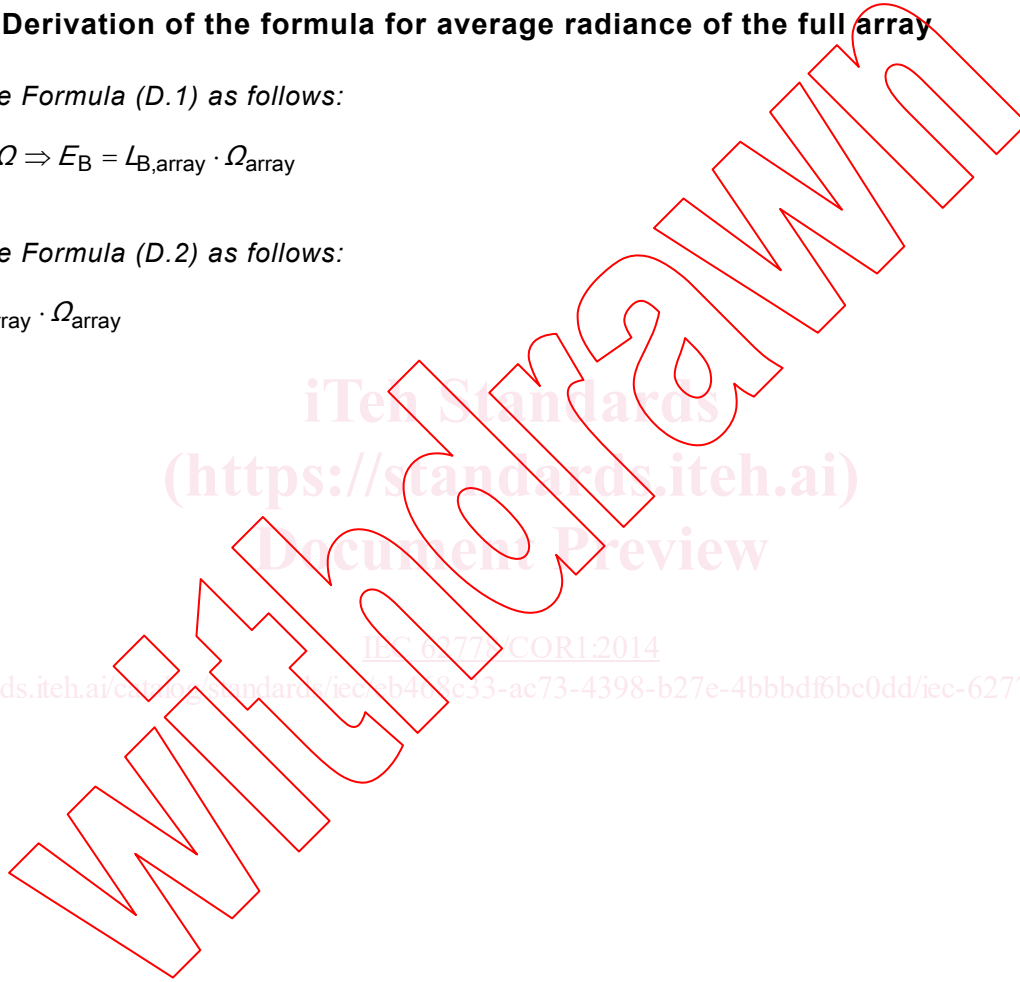 Derivation of the formula for average radiance of the full array
e Formula (D.1) as follows:
Ω ⇒ E_B = L_B,array · Ω_array
e Formula (D.2) as follows:
rray · Ω_array
iTeh Standards
(https://standards.iteh.ai)
Document Preview
IEC 62778/COR1:2014
ds.iteh.ai/catalog/standards/iec/eb468c33-ac73-4398-b27e-4bbbdf6bc0dd/iec-627
withdrawn